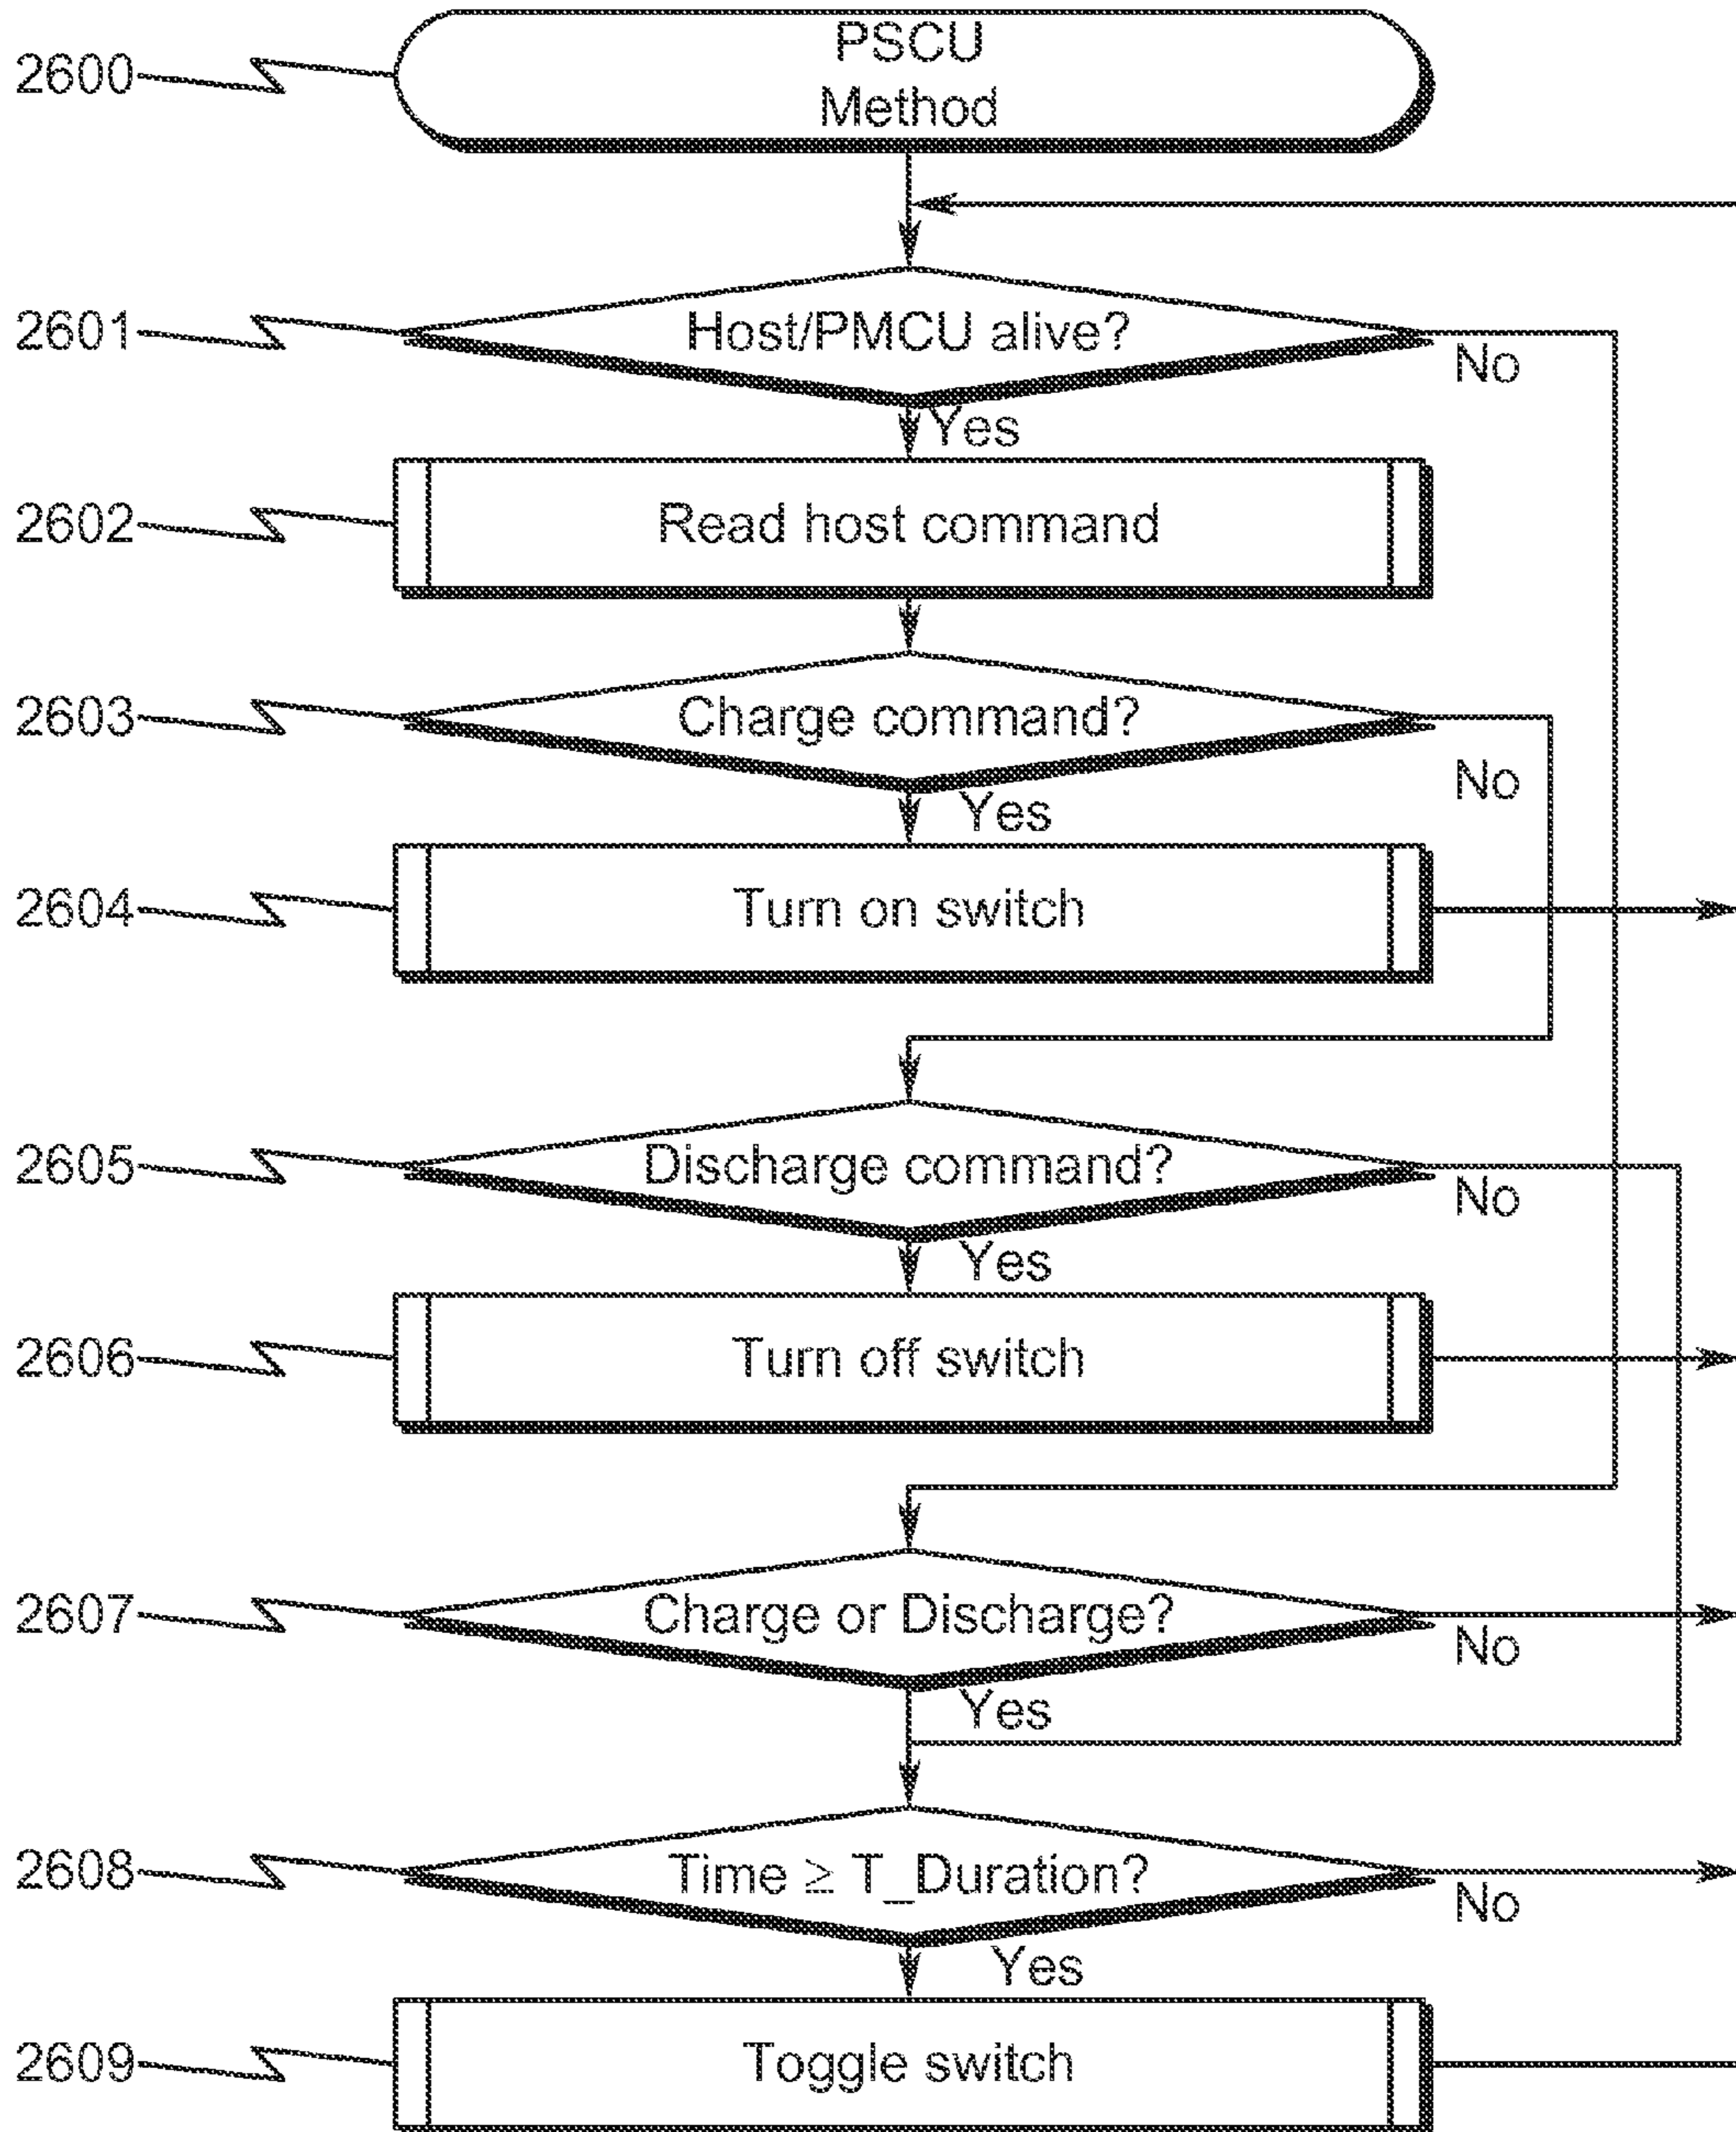 2600
PSCU
Method
2601
Host/PMCU alive?
No
Yes
2602
Read host command
2603
Charge command?
No
Yes
2604
Turn on switch
2605
Discharge command?
No
Yes
2606
Turn off switch
2607
Charge or Discharge?
No
Yes
2608
Time ≥ T_Duration?
No
Yes
2609
Toggle switch